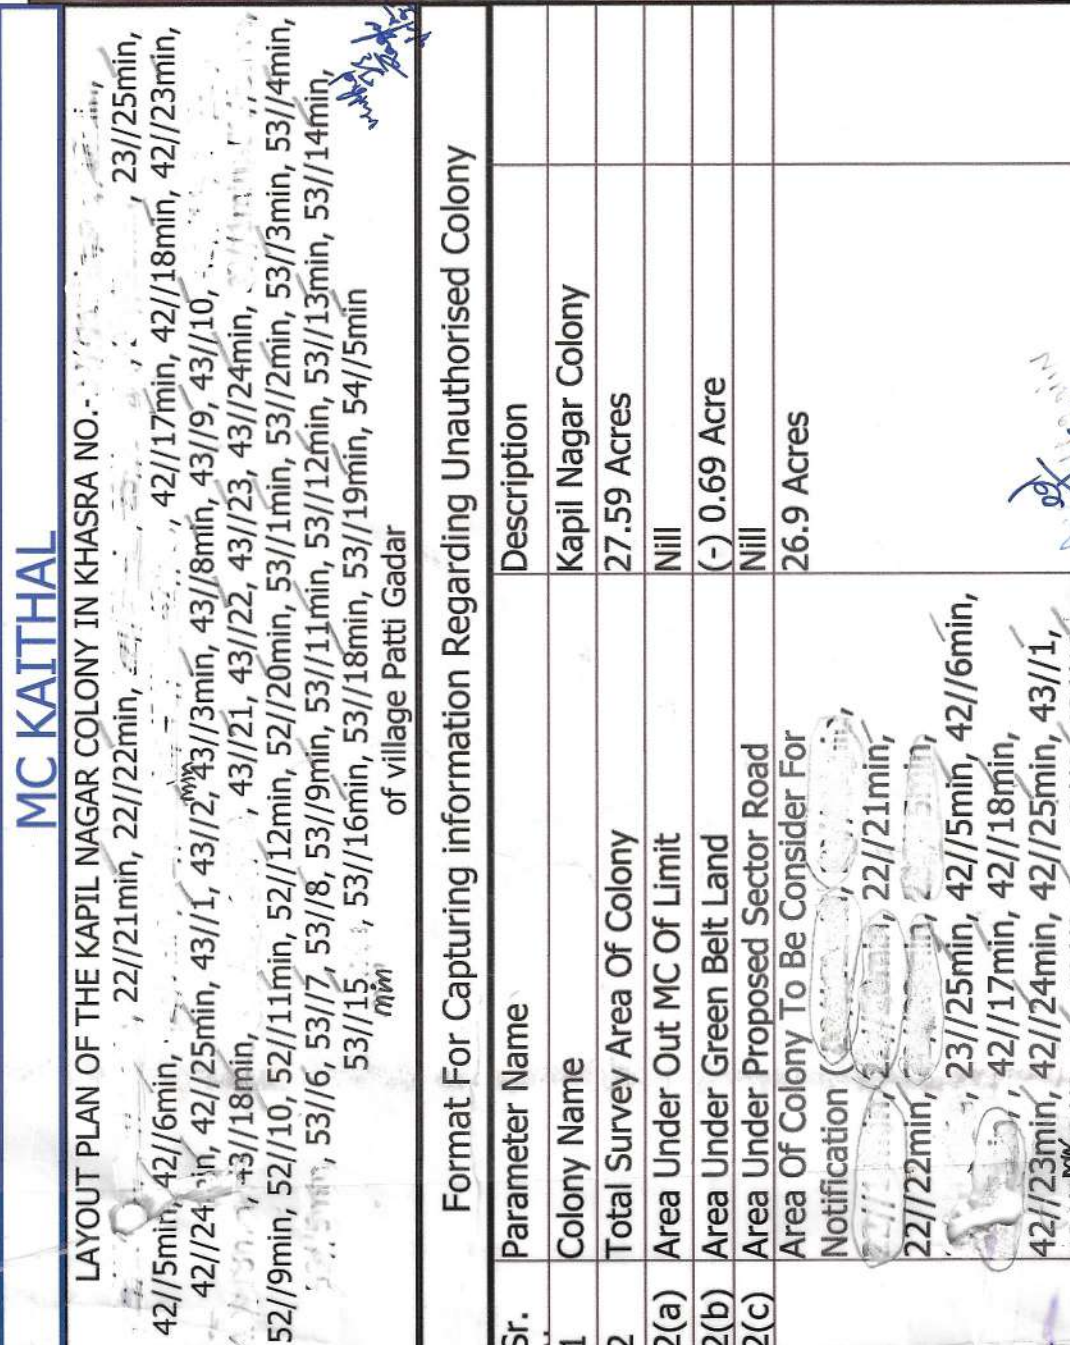 MC KAITHAL
LAYOUT PLAN OF THE KAPIL NAGAR COLONY IN KHASRA NO.-
, 22//21min, 22//22min, , 23//25min,
42//5min, 42//6min, , 42//17min, 42//18min, 42//23min,
42//24min, 42//25min, 43//1, 43//2, min 43//3min, 43//8min, 43//9, 43//10,
, 43//18min, , 43//21, 43//22, 43//23, 43//24min,
52//9min, 52//10, 52//11min, 52//12min, 52//20min, 53//1min, 53//2min, 53//3min, 53//4min,
, 53//6, 53//7, 53//8, 53//9min, 53//11min, 53//12min, 53//13min, 53//14min,
53//15 min, 53//16min, 53//18min, 53//19min, 54//5min
of village Patti Gadar
Format For Capturing information Regarding Unauthorised Colony
Sr. Parameter Name Description
1 Colony Name Kapil Nagar Colony
2 Total Survey Area Of Colony 27.59 Acres
2(a) Area Under Out MC Of Limit Nill
2(b) Area Under Green Belt Land (-) 0.69 Acre
2(c) Area Under Proposed Sector Road Nill
Area Of Colony To Be Consider For 26.9 Acres
Notification (
22//21min,
22//22min,
, 23//25min, 42//5min, 42//6min,
, 42//17min, 42//18min,
42//23min, 42//24min, 42//25min, 43//1,
min